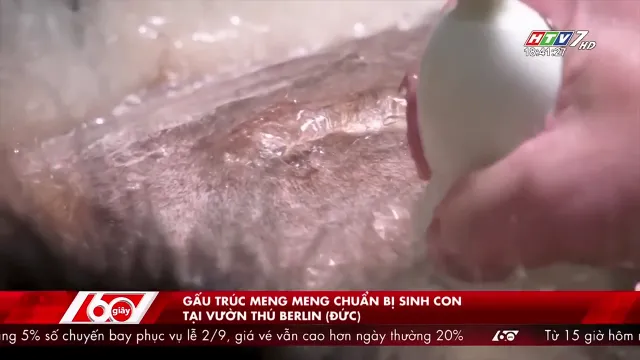 HTV7 HD
18:41:27
60 giây
GẤU TRÚC MENG MENG CHUẨN BỊ SINH CON
TẠI VƯỜN THÚ BERLIN (ĐỨC)
ăng 5% số chuyến bay phục vụ lễ 2/9, giá vé vẫn cao hơn ngày thường 20% 60 Từ 15 giờ hôm